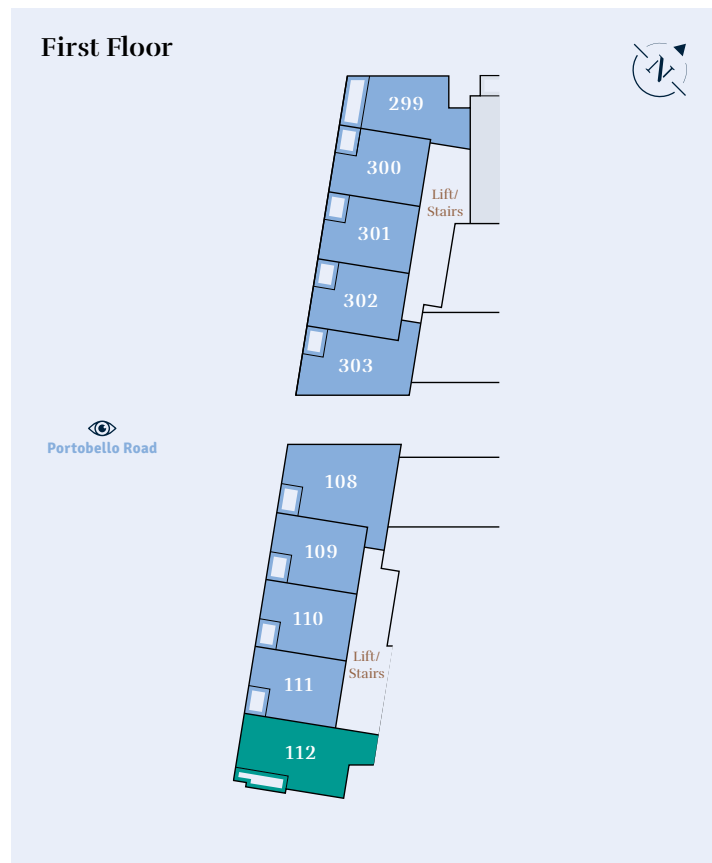 First Floor
N
299
300
Lift/
Stairs
301
302
303
Portobello Road
108
109
110
Lift/
Stairs
111
112